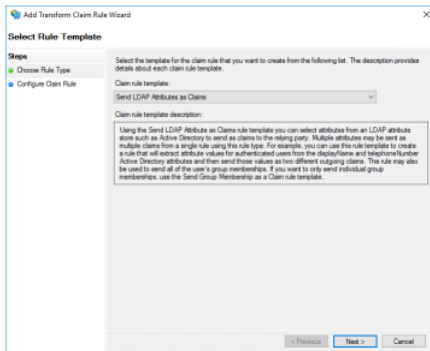 Add Transform Claim Rule Wizard
Select Rule Template
Steps
Choose Rule Type
Configure Claim Rule
Select the template for the claim rule that you want to create from the following list. The description provides
details about each claim rule template.
Claim rule template:
Send LDAP Attributes as Claims
Claim rule template description:
Using the Send LDAP Attribute as Claims rule template you can select attributes from an LDAP attribute
store such as Active Directory to send as claims to the relying party. Multiple attributes may be sent as
multiple claims from a single rule using this rule type. For example, you can use this rule template to create
a rule that will extract attribute values for authenticated users from the displayName and telephoneNumber
Active Directory attributes and then send those values as two different outgoing claims. This rule may also
be used to send all of the user's group memberships. If you want to only send individual group
memberships, use the Send Group Membership as a Claim rule template.
< Previous
Next >
Cancel